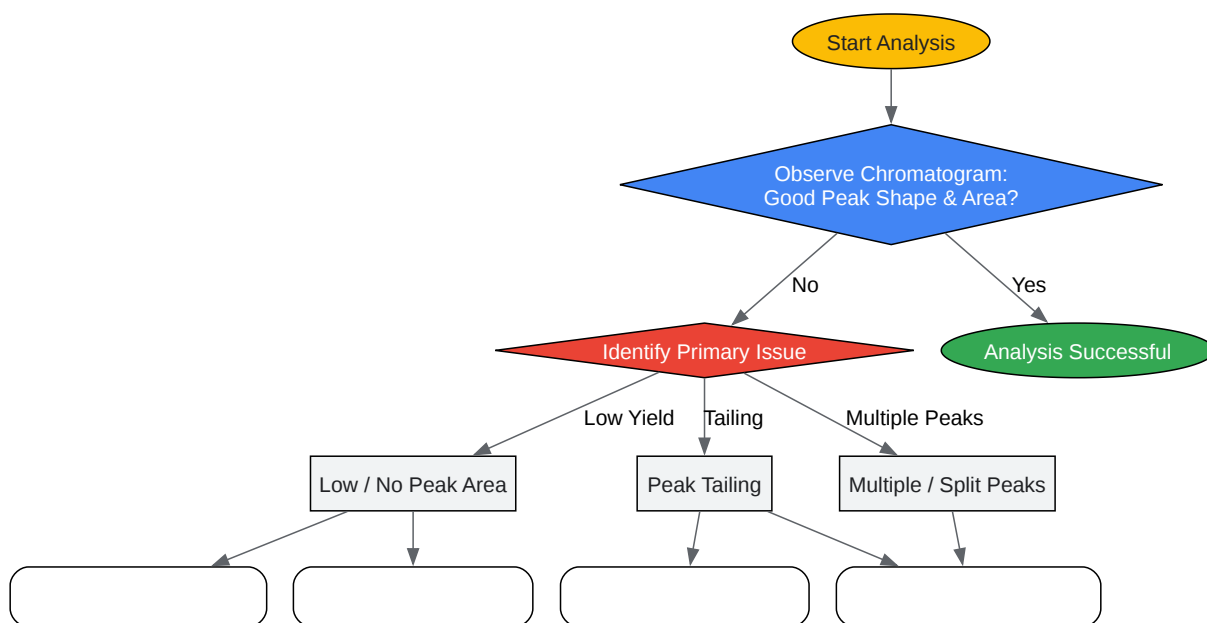 Start Analysis
Observe Chromatogram:
Good Peak Shape & Area?
No
Yes
Identify Primary Issue
Analysis Successful
Low Yield
Tailing
Multiple Peaks
Low / No Peak Area
Peak Tailing
Multiple / Split Peaks